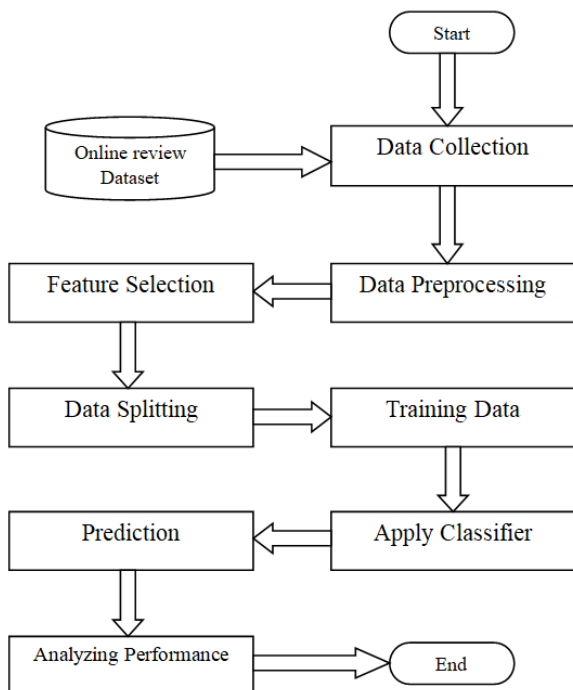 Start
Online review
Dataset
Data Collection
Feature Selection
Data Preprocessing
Data Splitting
Training Data
Prediction
Apply Classifier
Analyzing Performance
End